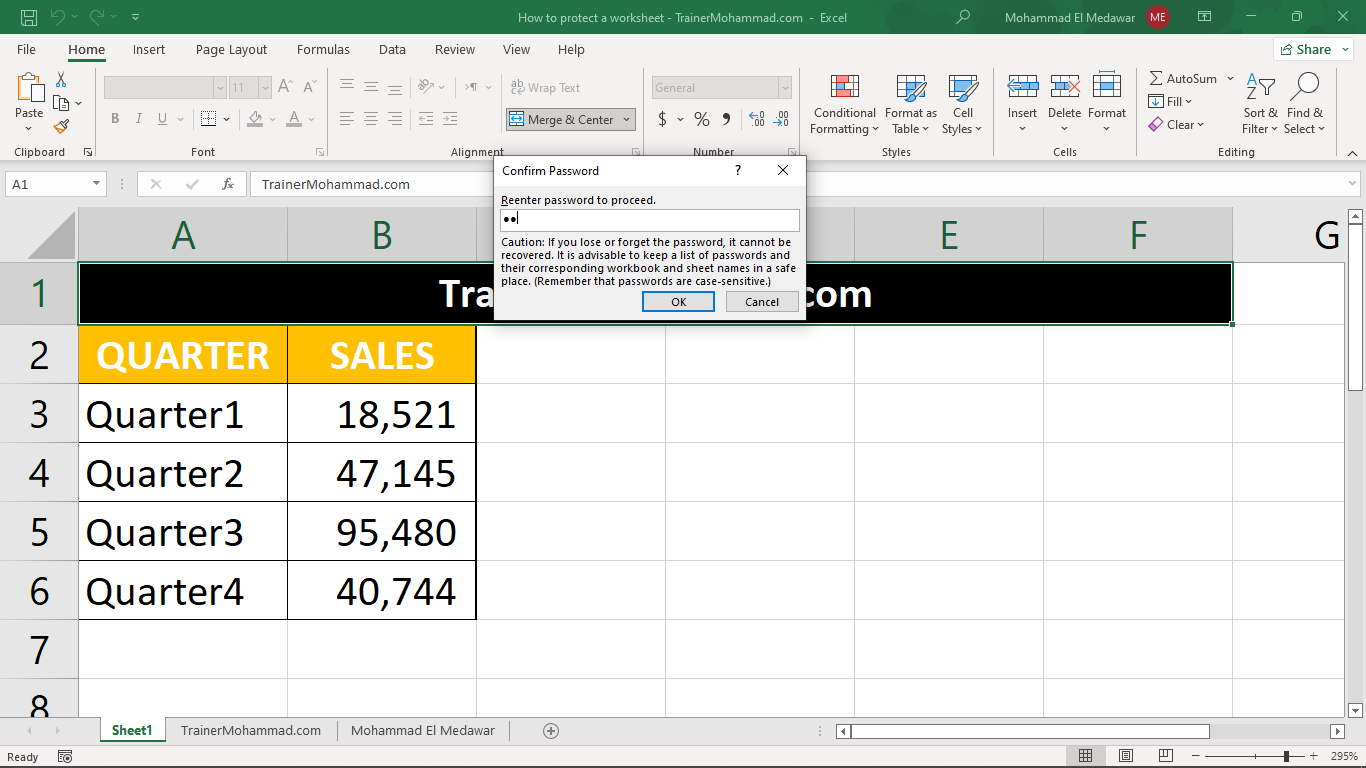 How to protect a worksheet - TrainerMohammad.com - Excel
Mohammad El Medawar
ME
File Home Insert Page Layout Formulas Data Review View Help
Share
Paste
Clipboard
11
A A
B I U
A
Font
ab Wrap Text
Merge & Center
Alignment
General
$ % 9
Number
Conditional Formatting
Format as Table
Cell Styles
Styles
Insert
Delete
Format
Cells
AutoSum
Fill
Clear
Sort & Filter
Find & Select
Editing
A1
fx
TrainerMohammad.com
Confirm Password
?
Reenter password to proceed.
Caution: If you lose or forget the password, it cannot be
recovered. It is advisable to keep a list of passwords and
their corresponding workbook and sheet names in a safe
place. (Remember that passwords are case-sensitive.)
OK Cancel
A B E F G
1 Tra com
2 QUARTER SALES
3 Quarter1 18,521
4 Quarter2 47,145
5 Quarter3 95,480
6 Quarter4 40,744
7
8
Sheet1 TrainerMohammad.com Mohammad El Medawar
Ready
295%